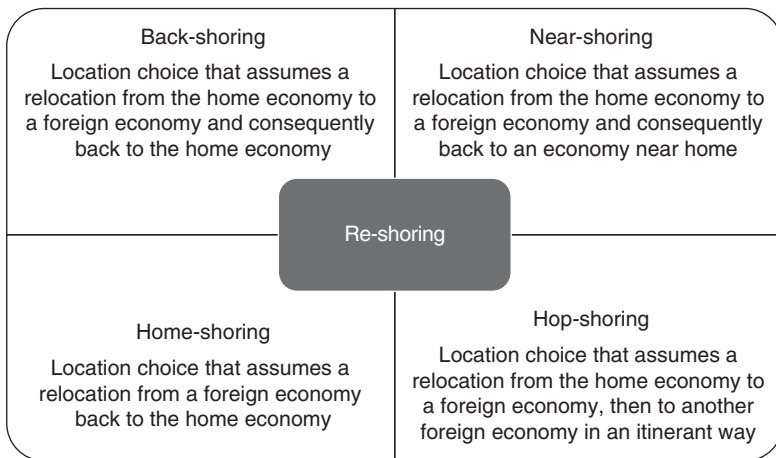 Back-shoring
Location choice that assumes a
relocation from the home economy to
a foreign economy and consequently
back to the home economy
Near-shoring
Location choice that assumes a
relocation from the home economy to
a foreign economy and consequently
back to an economy near home
Re-shoring
Home-shoring
Location choice that assumes a
relocation from a foreign economy
back to the home economy
Hop-shoring
Location choice that assumes a
relocation from the home economy to
a foreign economy, then to another
foreign economy in an itinerant way